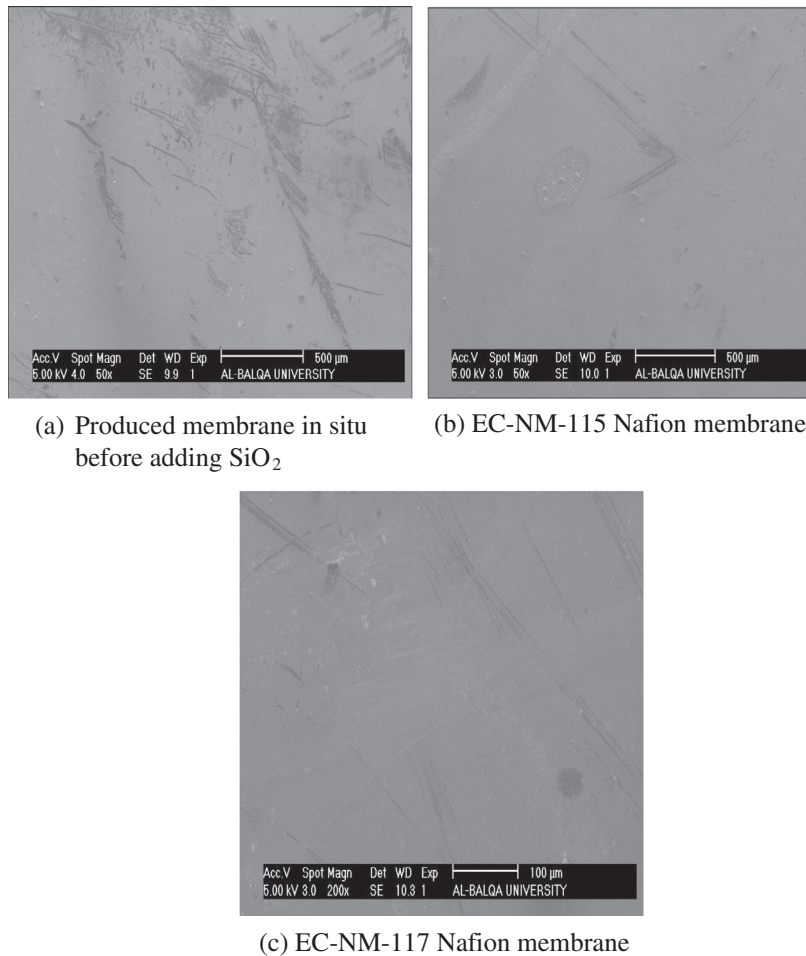 Acc.V Spot Magn Det WD Exp 500 µm
5.00 kV 4.0 50x SE 9.9 1 AL-BALQA UNIVERSITY
Acc.V Spot Magn Det WD Exp 500 µm
5.00 kV 3.0 50x SE 10.0 1 AL-BALQA UNIVERSITY
(a) Produced membrane in situ
before adding SiO₂
(b) EC-NM-115 Nafion membrane
Acc.V Spot Magn Det WD Exp 100 µm
5.00 kV 3.0 200x SE 10.3 1 AL-BALQA UNIVERSITY
(c) EC-NM-117 Nafion membrane